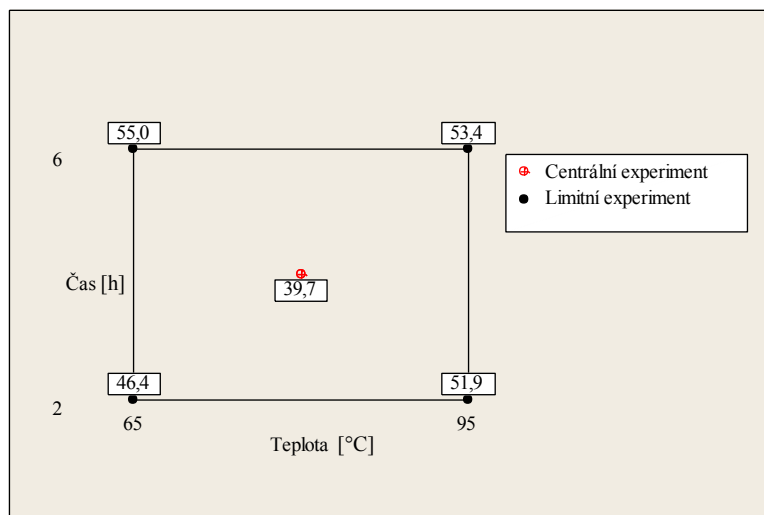 55,0
53,4
6
Centrální experiment
Limitní experiment
Čas [h]
39,7
46,4
51,9
2
65
95
Teplota [°C]